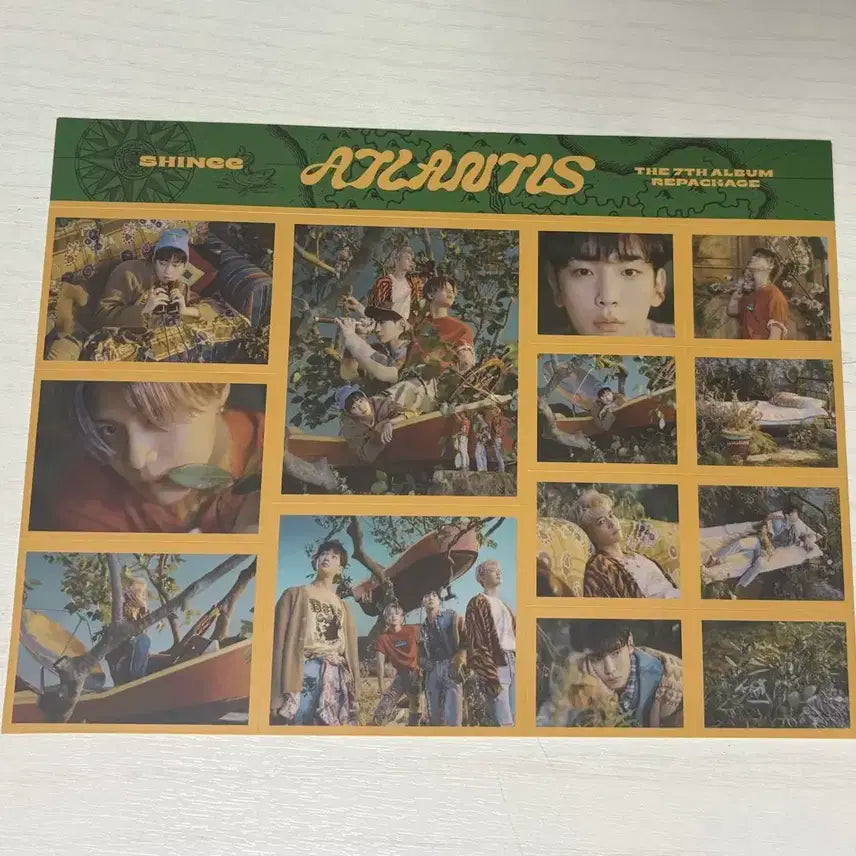 SHINee
ATLANTIS
THE 7TH ALBUM
REPACKAGE